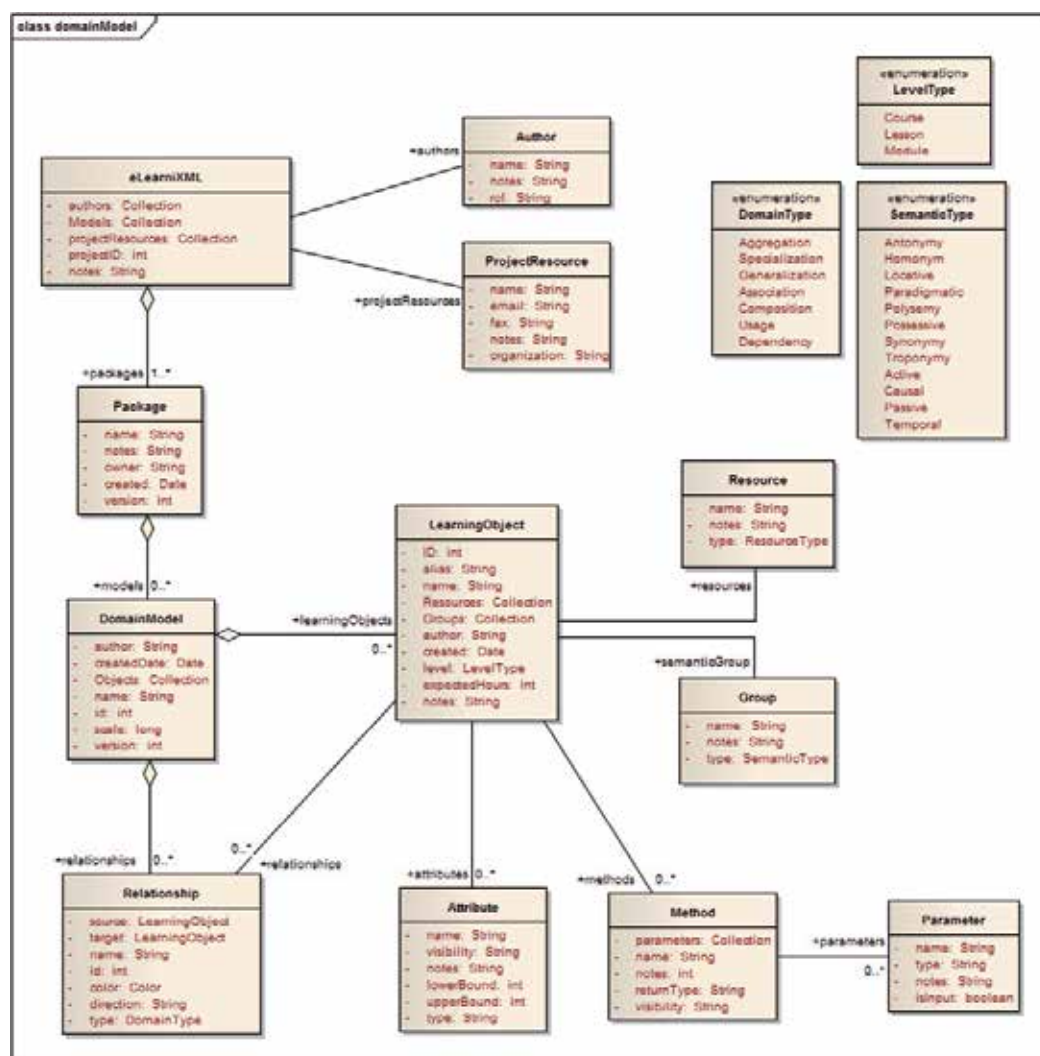 class domainModel
«enumeration»
LevelType
Course
Lesson
Module
Author
- name: String
- notes: String
- rol: String
+authors
eLearniXML
- authors: Collection
- Models: Collection
- projectResources: Collection
- projectID: int
- notes: String
«enumeration»
DomainType
Aggregation
Specialization
Generalization
Association
Composition
Usage
Dependency
«enumeration»
SemanticType
Antonymy
Homonym
Locative
Paradigmatic
Polysemy
Possessive
Synonymy
Troponymy
Active
Causal
Passive
Temporal
ProjectResource
- name: String
- email: String
- fax: String
- notes: String
- organization: String
+projectResources
+packages 1..*
Package
- name: String
- notes: String
- owner: String
- created: Date
- version: int
+models 0..*
DomainModel
- author: String
- createdDate: Date
- Objects: Collection
- name: String
- id: int
- scale: long
- version: int
+learningObjects
0..*
LearningObject
- ID: int
- alias: String
- name: String
- Resources: Collection
- Groups: Collection
- author: String
- created: Date
- level: LevelType
- expectedHours: int
- notes: String
Resource
- name: String
- notes: String
- type: ResourceType
+resources
+semanticGroup
Group
- name: String
- notes: String
- type: SemanticType
+relationships 0..*
0..*
+relationships
+attributes 0..*
+methods 0..*
Relationship
- source: LearningObject
- target: LearningObject
- name: String
- id: int
- color: Color
- direction: String
- type: DomainType
Attribute
- name: String
- visibility: String
- notes: String
- lowerBound: int
- upperBound: int
- type: String
Method
- parameters: Collection
- name: String
- notes: int
- returnType: String
- visibility: String
+parameters
0..*
Parameter
- name: String
- type: String
- notes: String
- isInput: boolean